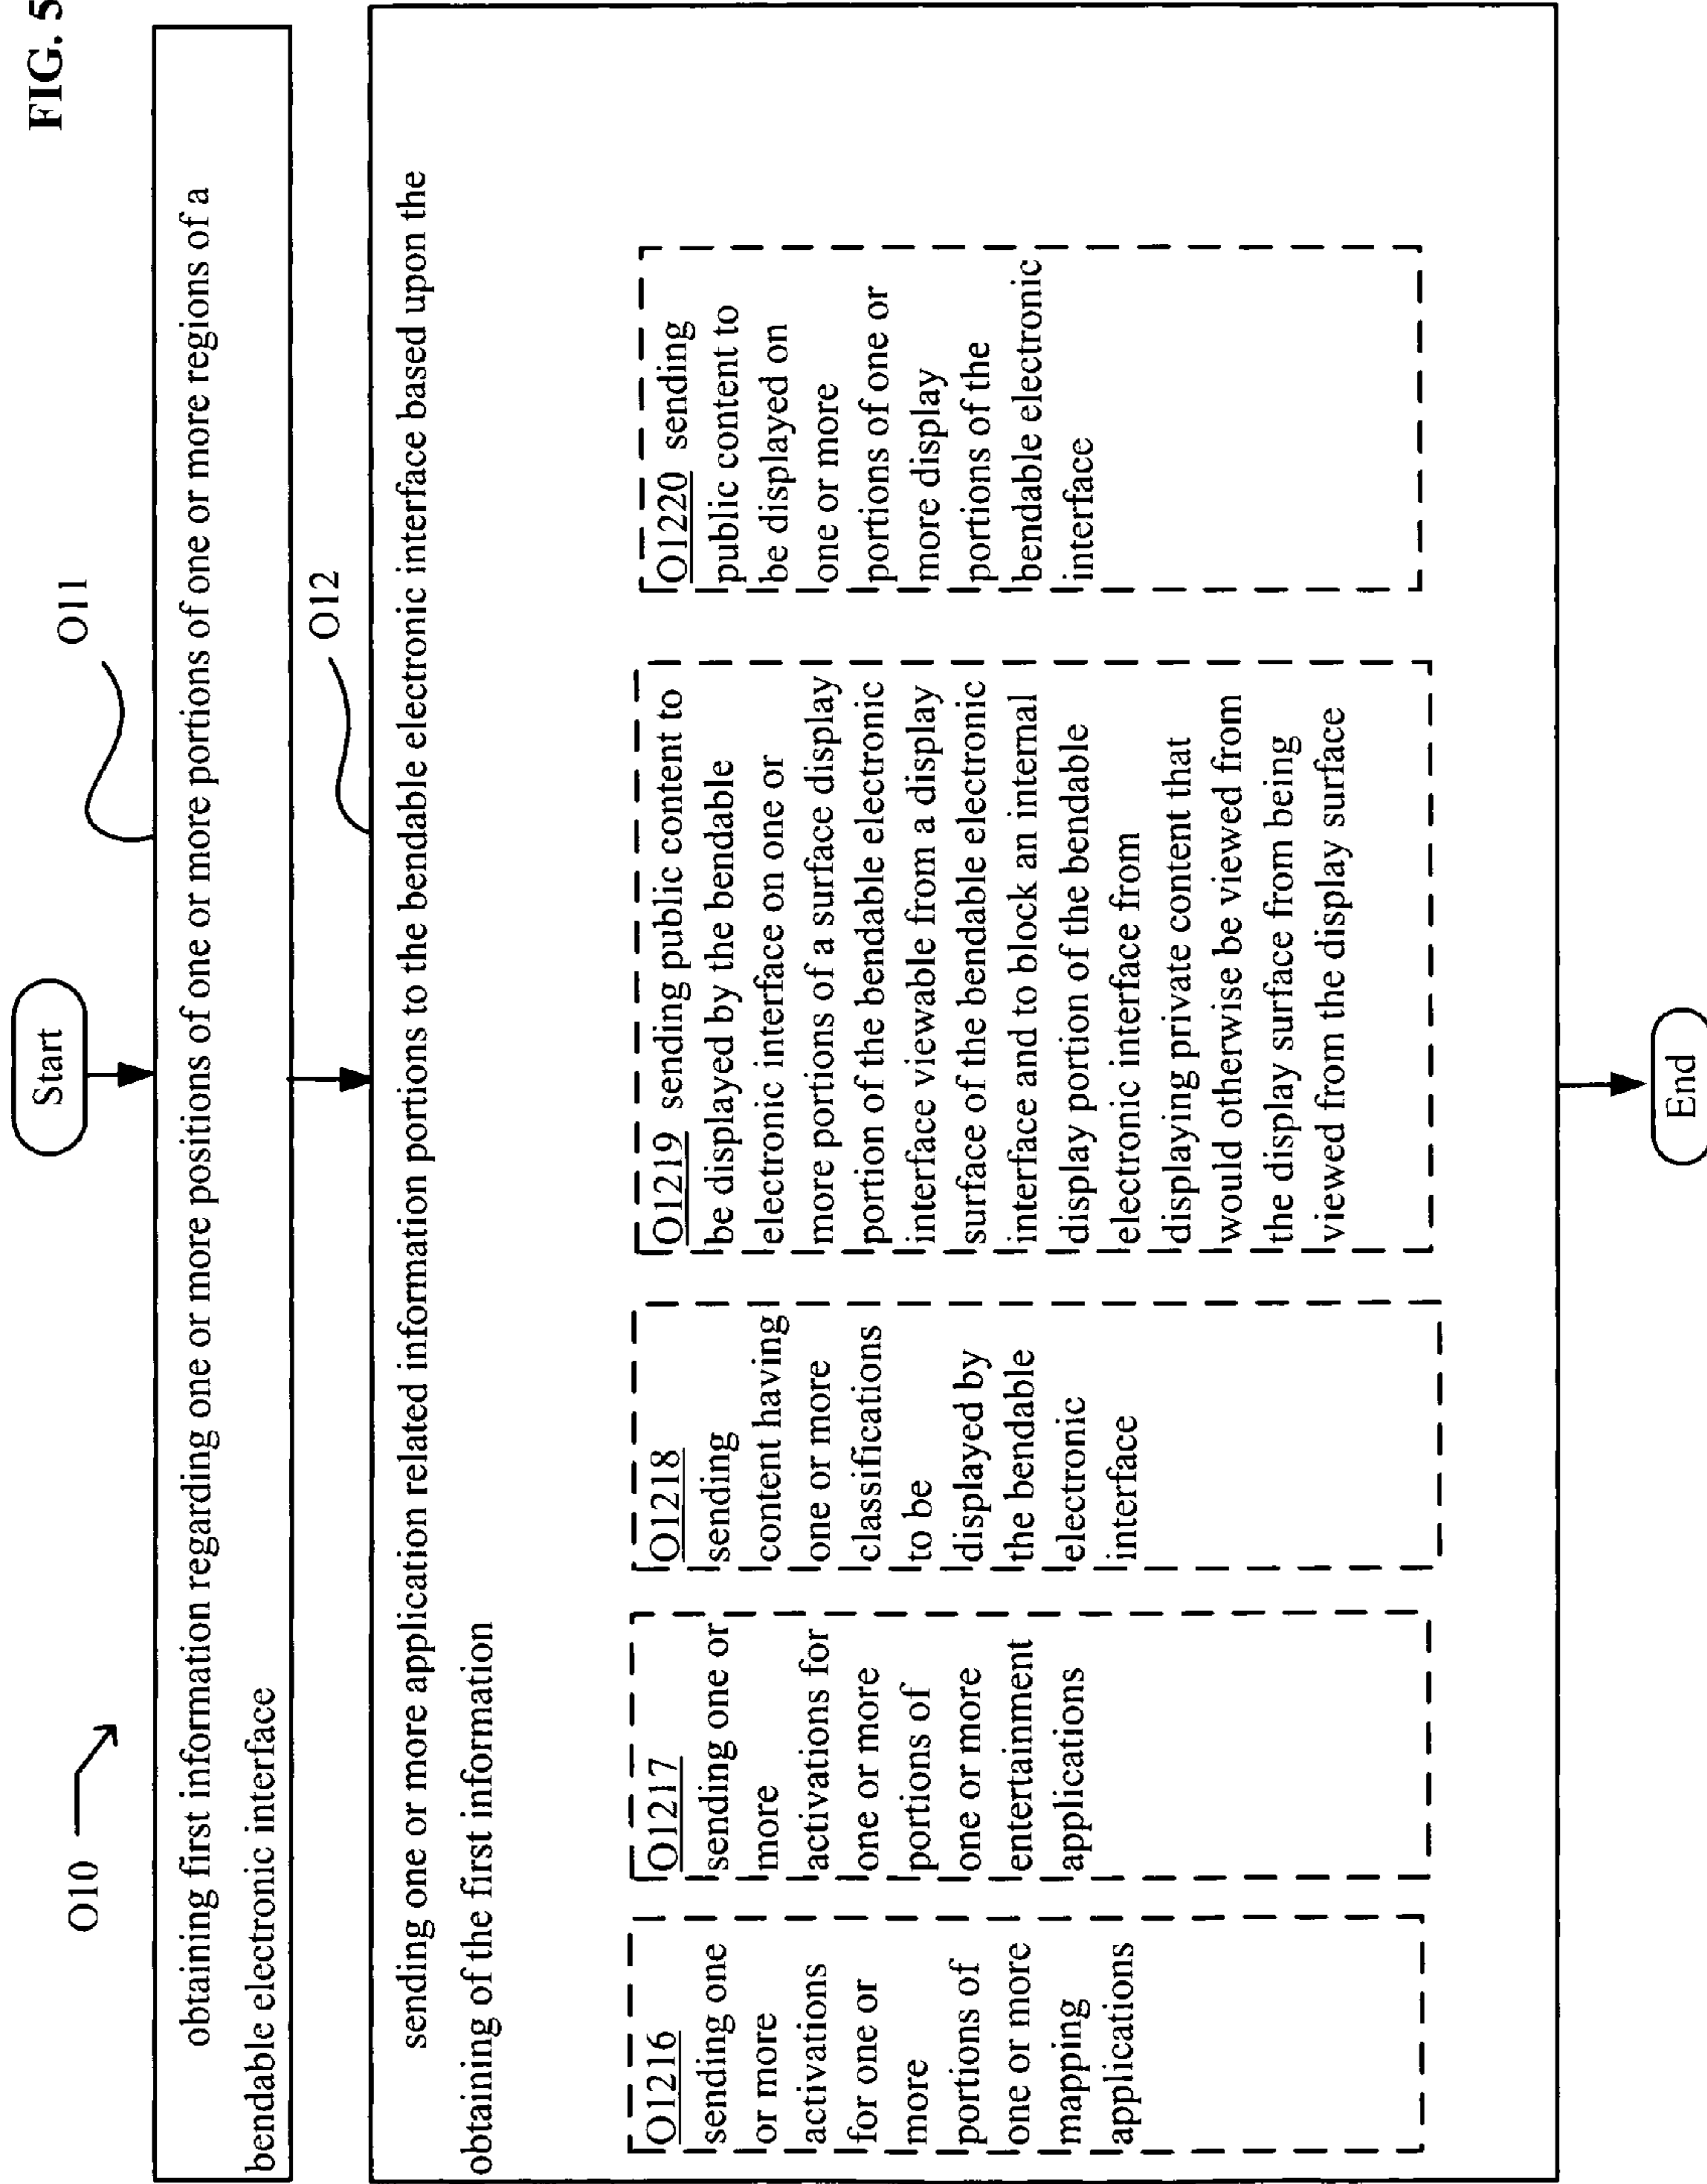 FIG. 5
Start
O10
O11
obtaining first information regarding one or more positions of one or more portions of one or more regions of a
bendable electronic interface
O12
sending one or more application related information portions to the bendable electronic interface based upon the
obtaining of the first information
O1216
sending one
or more
activations
for one or
more
portions of
one or more
mapping
applications
O1217
sending one or
more
activations for
one or more
portions of
one or more
entertainment
applications
O1218
sending
content having
one or more
classifications
to be
displayed by
the bendable
electronic
interface
O1219 sending public content to
be displayed by the bendable
electronic interface on one or
more portions of a surface display
portion of the bendable electronic
interface viewable from a display
surface of the bendable electronic
interface and to block an internal
display portion of the bendable
electronic interface from
displaying private content that
would otherwise be viewed from
the display surface from being
viewed from the display surface
O1220 sending
public content to
be displayed on
one or more
portions of one or
more display
portions of the
bendable electronic
interface
End